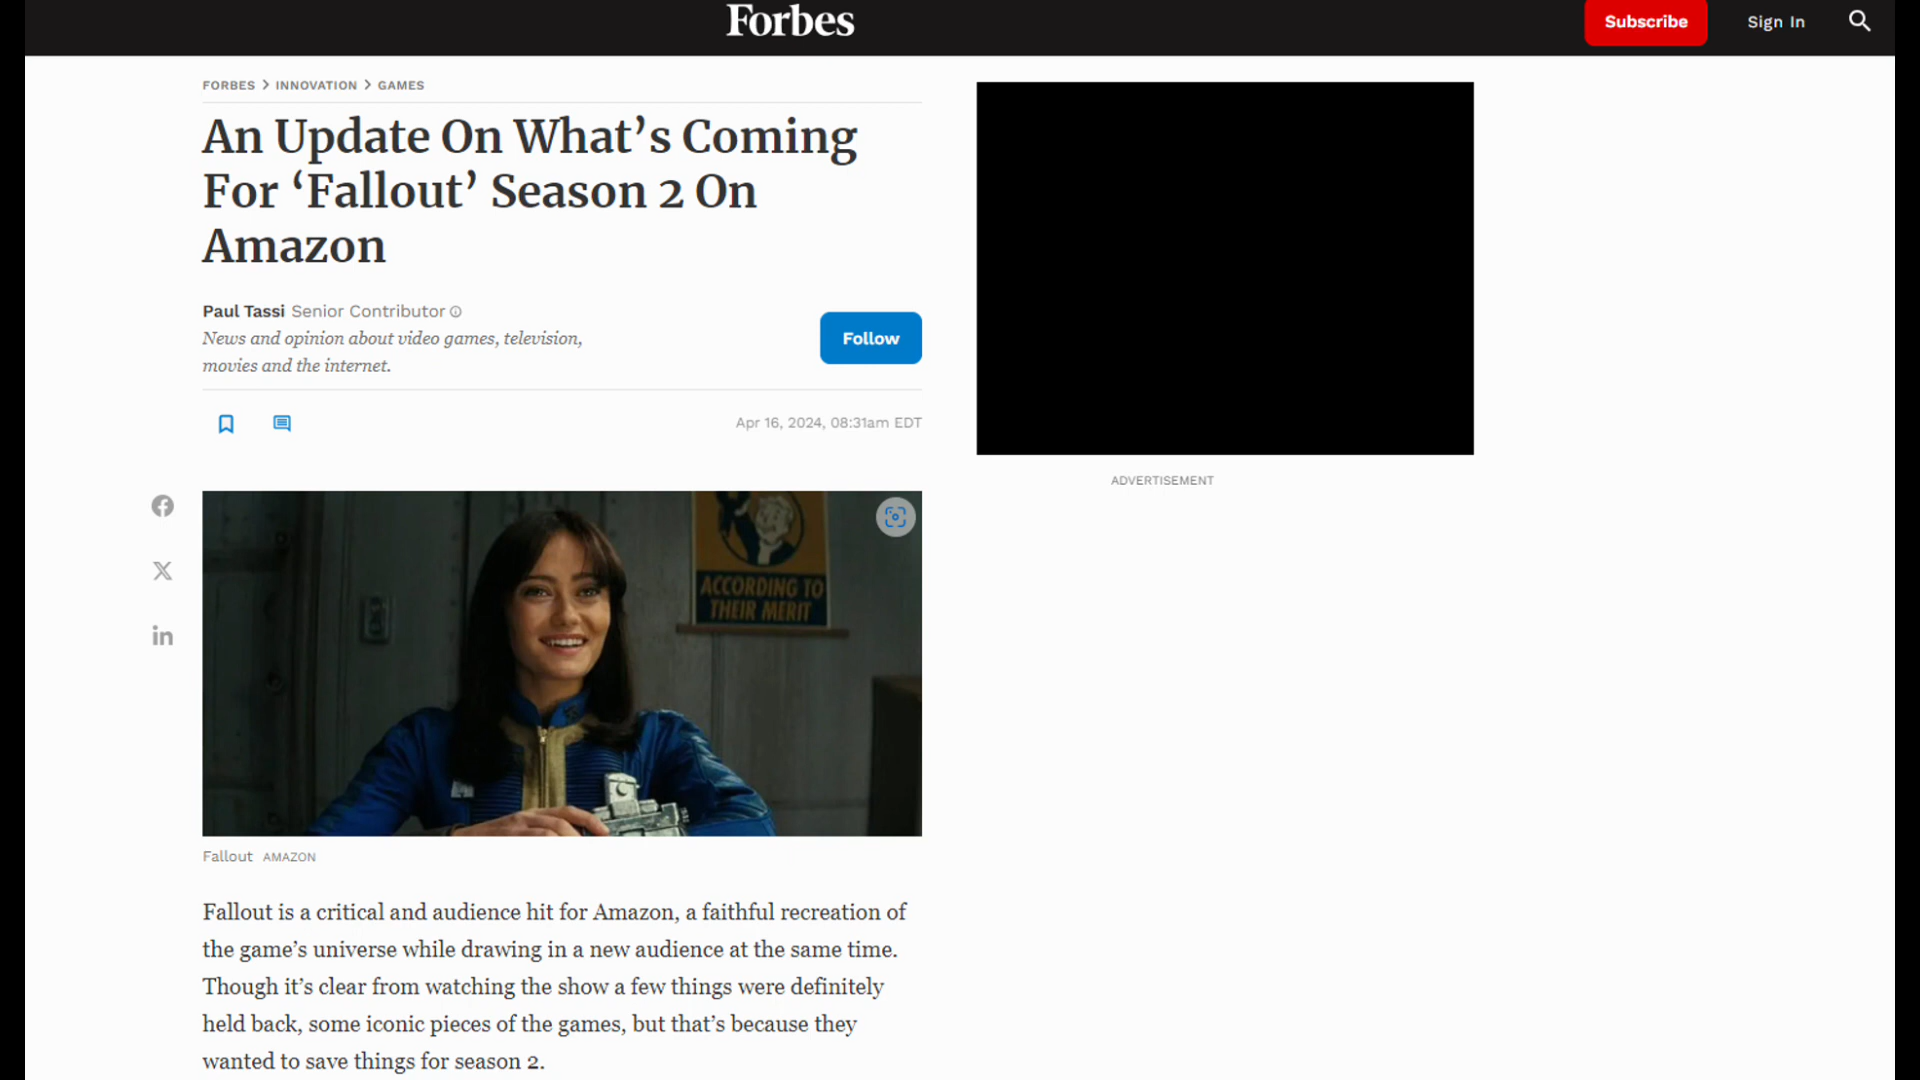 Forbes
Subscribe
Sign In
FORBES > INNOVATION > GAMES
An Update On What’s Coming
For ‘Fallout’ Season 2 On
Amazon
Paul Tassi Senior Contributor
News and opinion about video games, television,
movies and the internet.
Follow
Apr 16, 2024, 08:31am EDT
ADVERTISEMENT
ACCORDING TO
THEIR MERIT
Fallout AMAZON
Fallout is a critical and audience hit for Amazon, a faithful recreation of
the game’s universe while drawing in a new audience at the same time.
Though it’s clear from watching the show a few things were definitely
held back, some iconic pieces of the games, but that’s because they
wanted to save things for season 2.